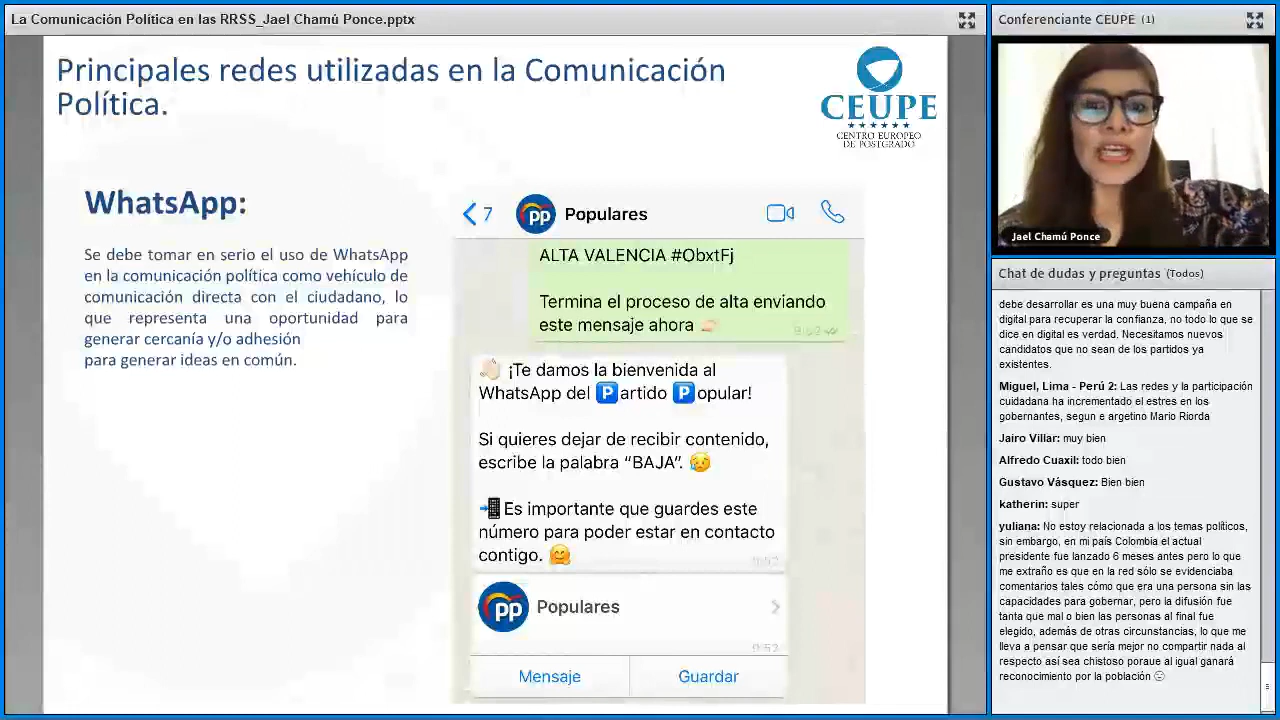 La Comunicación Política en las RRSS_Jael Chamú Ponce.pptx
Principales redes utilizadas en la Comunicación
Política.
CEUPE
CENTRO EUROPEO
DE POSTGRADO
WhatsApp:
Se debe tomar en serio el uso de WhatsApp
en la comunicación política como vehículo de
comunicación directa con el ciudadano, lo
que representa una oportunidad para
generar cercanía y/o adhesión
para generar ideas en común.
7
pp
Populares
ALTA VALENCIA #ObxtFj
Termina el proceso de alta enviando
este mensaje ahora
9:52
¡Te damos la bienvenida al
WhatsApp del 🅿artido 🅿opular!
Si quieres dejar de recibir contenido,
escribe la palabra “BAJA”.
Es importante que guardes este
número para poder estar en contacto
contigo.
9:52
pp
Populares
9:52
Mensaje
Guardar
Conferenciante CEUPE (1)
Jael Chamú Ponce
Chat de dudas y preguntas (Todos)
debe desarrollar es una muy buena campaña en
digital para recuperar la confianza, no todo lo que se
dice en digital es verdad. Necesitamos nuevos
candidatos que no sean de los partidos ya
existentes.
Miguel, Lima - Perú 2: Las redes y la participación
cuidadana ha incrementado el estres en los
gobernantes, segun e argetino Mario Riorda
Jairo Villar: muy bien
Alfredo Cuaxil: todo bien
Gustavo Vásquez: Bien bien
katherin: super
yuliana: No estoy relacionada a los temas políticos,
sin embargo, en mi país Colombia el actual
presidente fue lanzado 6 meses antes pero lo que
me extraño es que en la red sólo se evidenciaba
comentarios tales cómo que era una persona sin las
capacidades para gobernar, pero la difusión fue
tanta que mal o bien las personas al final fue
elegido, además de otras circunstancias, lo que me
lleva a pensar que sería mejor no compartir nada al
respecto así sea chistoso poraue al igual ganará
reconocimiento por la población